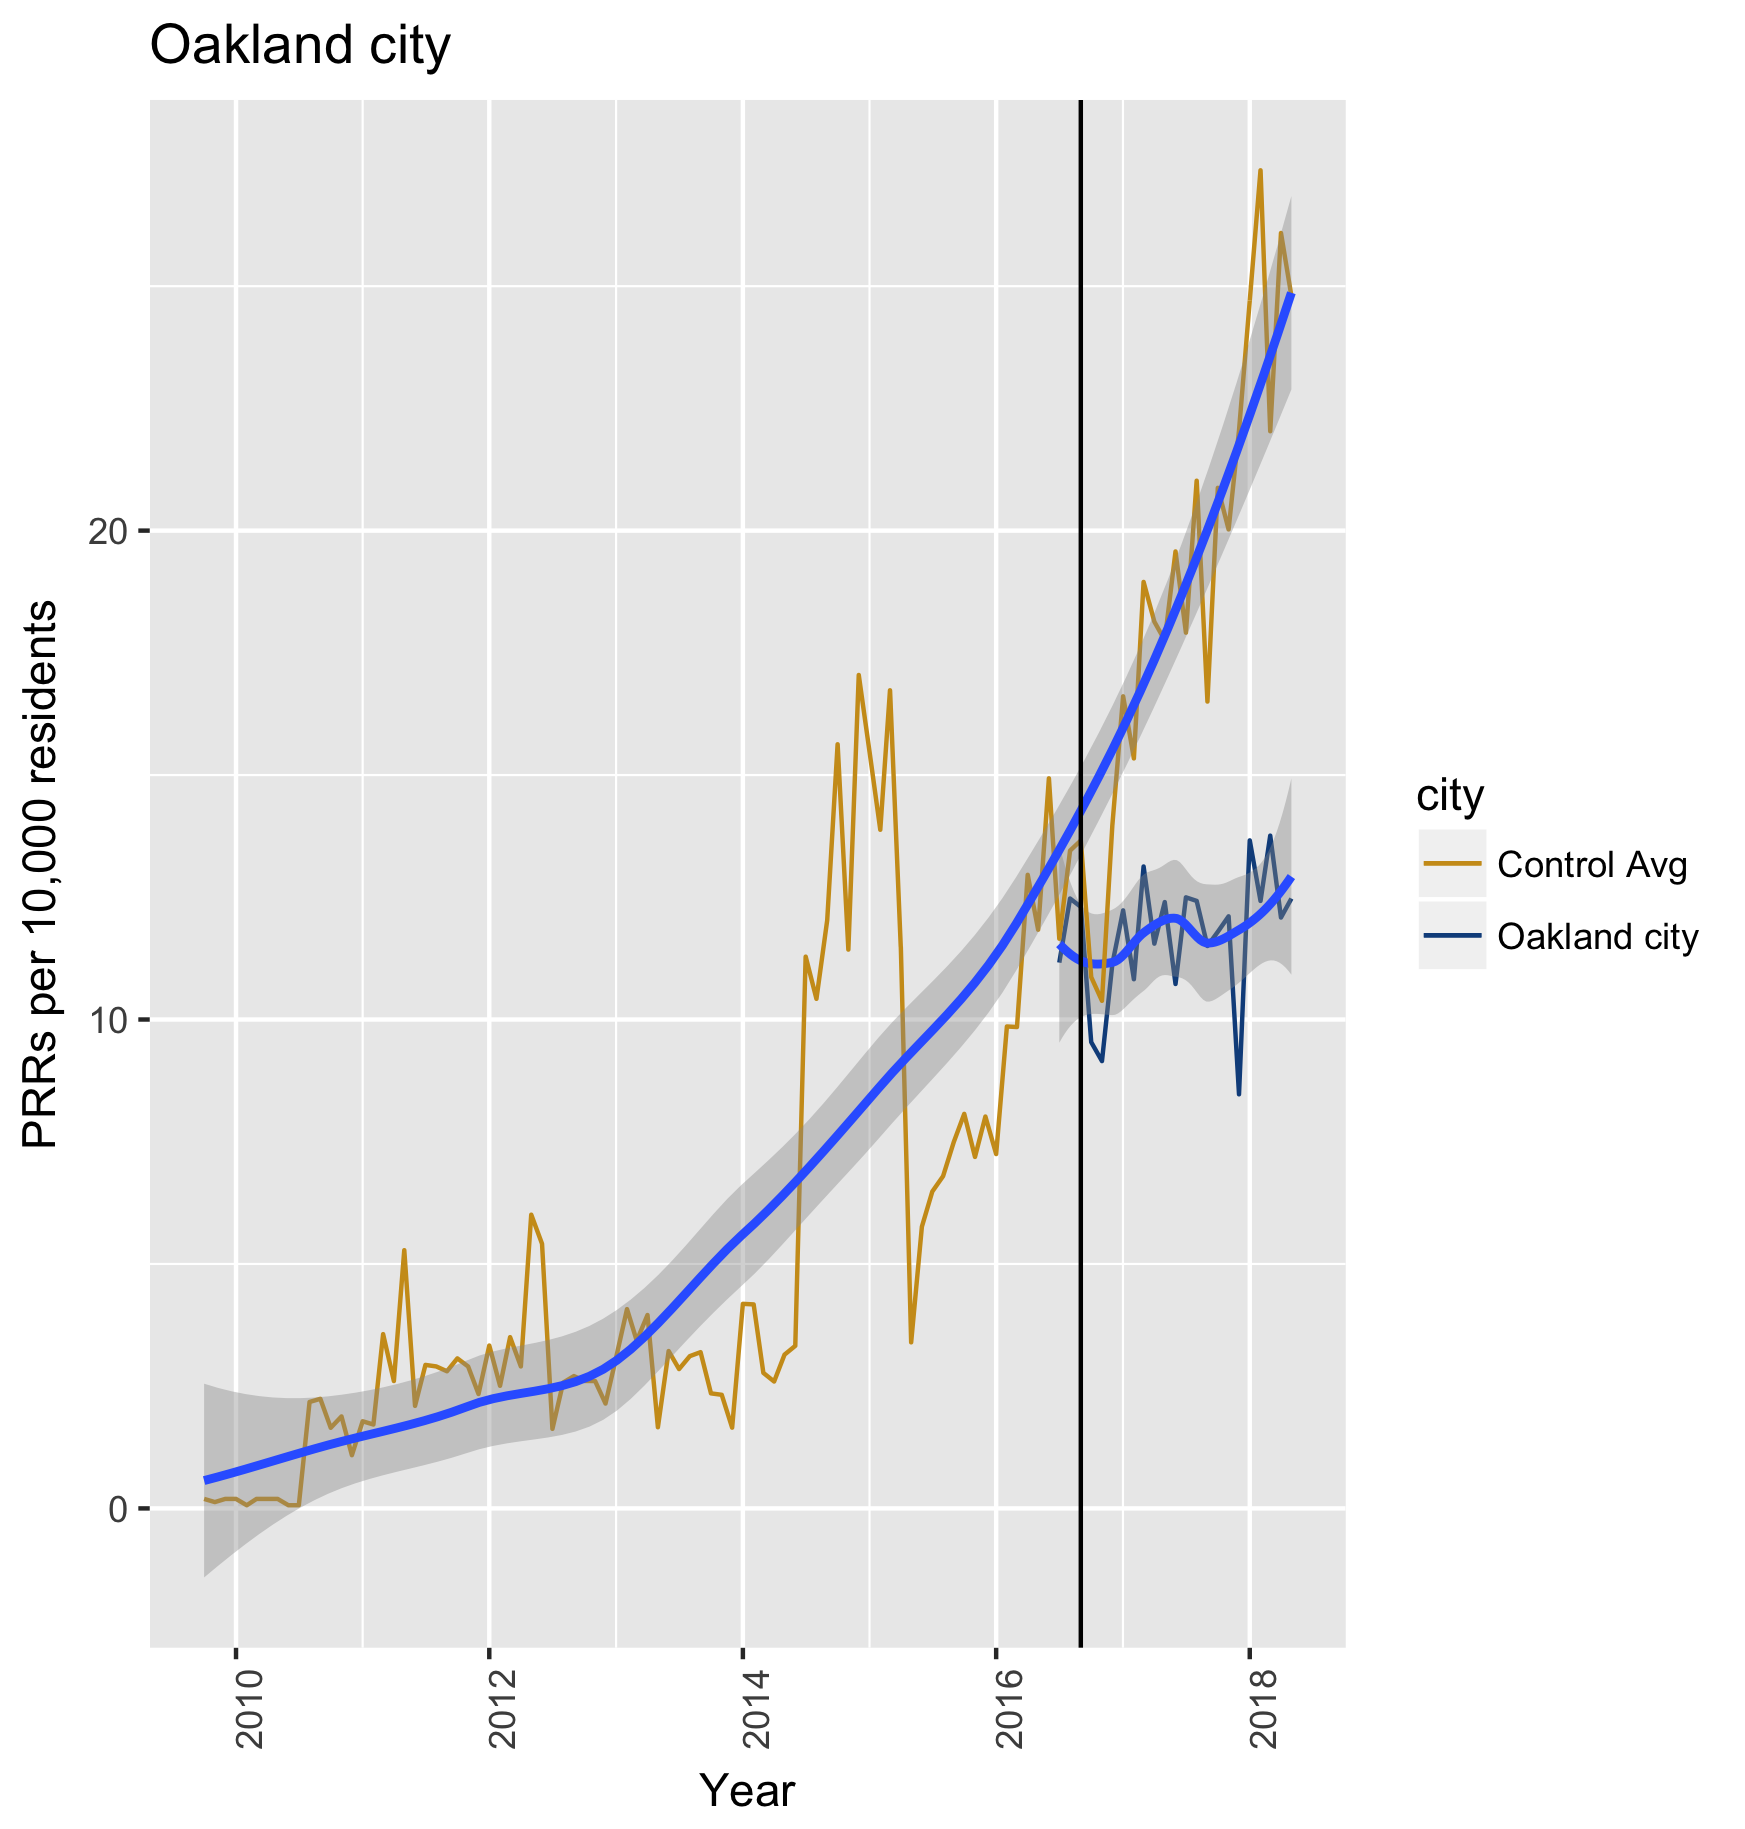 Oakland city
PRRs per 10,000 residents
20
10
0
2010
2012
2014
2016
2018
Year
city
Control Avg
Oakland city